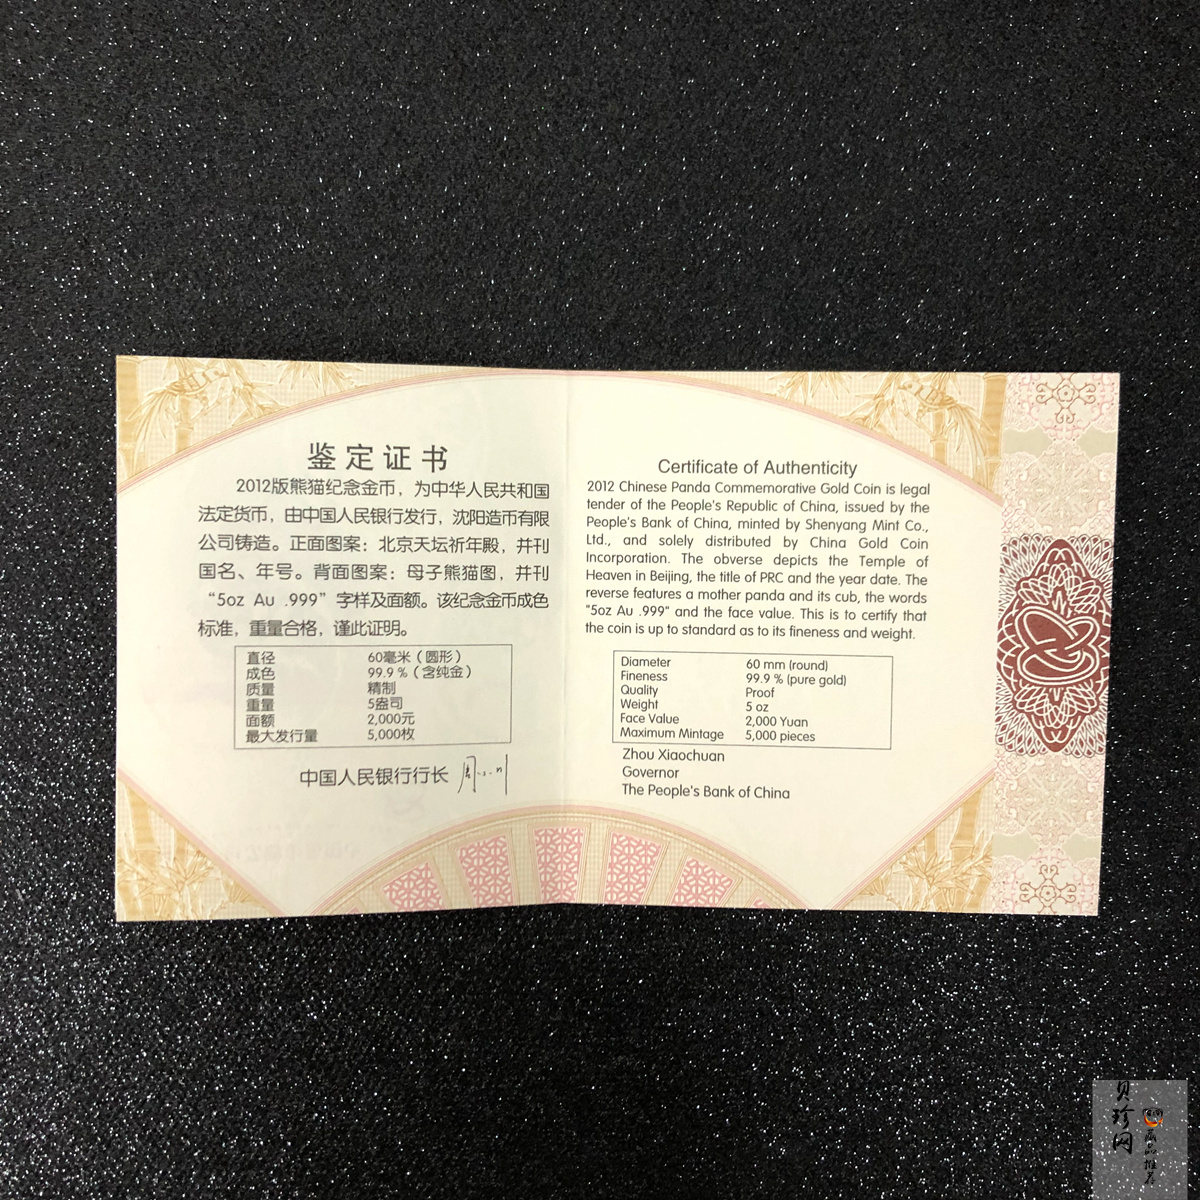 鉴定证书
2012版熊猫纪念金币，为中华人民共和国
法定货币，由中国人民银行发行，沈阳造币有限
公司铸造。正面图案：北京天坛祈年殿，并刊
国名、年号。背面图案：母子熊猫图，并刊
“5oz Au .999”字样及面额。该纪念金币成色
标准，重量合格，谨此证明。
直径 60毫米（圆形）
成色 99.9％（含纯金）
质量 精制
重量 5盎司
面额 2,000元
最大发行量 5,000枚
中国人民银行行长
Certificate of Authenticity
2012 Chinese Panda Commemorative Gold Coin is legal
tender of the People's Republic of China, issued by the
People's Bank of China, minted by Shenyang Mint Co.,
Ltd., and solely distributed by China Gold Coin
Incorporation. The obverse depicts the Temple of
Heaven in Beijing, the title of PRC and the year date. The
reverse features a mother panda and its cub, the words
"5oz Au .999" and the face value. This is to certify that
the coin is up to standard as to its fineness and weight.
Diameter 60 mm (round)
Fineness 99.9 % (pure gold)
Quality Proof
Weight 5 oz
Face Value 2,000 Yuan
Maximum Mintage 5,000 pieces
Zhou Xiaochuan
Governor
The People's Bank of China
贝珍网
藏品推荐